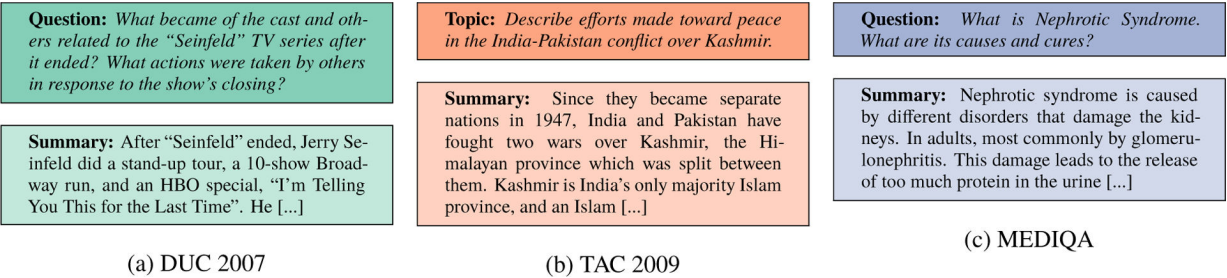 Question: What became of the cast and oth-
ers related to the “Seinfeld” TV series after
it ended? What actions were taken by others
in response to the show’s closing?
Summary: After “Seinfeld” ended, Jerry Se-
infeld did a stand-up tour, a 10-show Broad-
way run, and an HBO special, “I’m Telling
You This for the Last Time”. He [...]
(a) DUC 2007
Topic: Describe efforts made toward peace
in the India-Pakistan conflict over Kashmir.
Summary: Since they became separate
nations in 1947, India and Pakistan have
fought two wars over Kashmir, the Hi-
malayan province which was split between
them. Kashmir is India’s only majority Islam
province, and an Islam [...]
(b) TAC 2009
Question: What is Nephrotic Syndrome.
What are its causes and cures?
Summary: Nephrotic syndrome is caused
by different disorders that damage the kid-
neys. In adults, most commonly by glomeru-
lonephritis. This damage leads to the release
of too much protein in the urine [...]
(c) MEDIQA